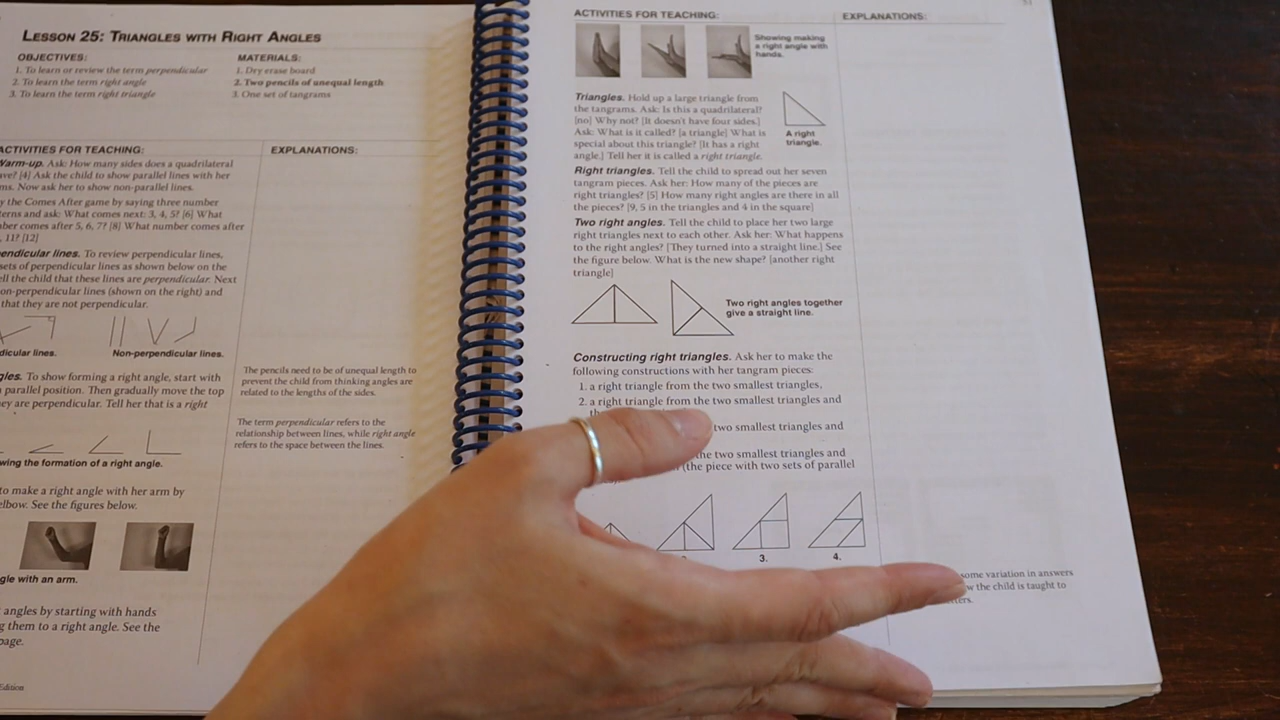 LESSON 25: TRIANGLES WITH RIGHT ANGLES
OBJECTIVES:
1. To learn or review the term perpendicular
2. To learn the term right angle
3. To learn the term right triangle
MATERIALS:
1. Dry erase board
2. Two pencils of unequal length
3. One set of tangrams
ACTIVITIES FOR TEACHING:
Warm-up. Ask: How many sides does a quadrilateral
[4] Ask the child to show parallel lines with her
Now ask her to show non-parallel lines.
the Comes After game by saying three number
and ask: What comes next: 3, 4, 5? [6] What
comes after 5, 6, 7? [8] What number comes after
11? [12]
lines. To review perpendicular lines,
sets of perpendicular lines as shown below on the
the child that these lines are perpendicular. Next
non-perpendicular lines (shown on the right) and
that they are not perpendicular.
lines.
Non-perpendicular lines.
To show forming a right angle, start with
parallel position. Then gradually move the top
are perpendicular. Tell her that is a right
the formation of a right angle.
to make a right angle with her arm by
See the figures below.
with an arm.
angles by starting with hands
them to a right angle. See the
Edition
EXPLANATIONS:
The pencils need to be of unequal length to
prevent the child from thinking angles are
related to the lengths of the sides.
The term perpendicular refers to the
relationship between lines, while right angle
refers to the space between the lines.
ACTIVITIES FOR TEACHING:
Showing making
a right angle with
hands.
Triangles. Hold up a large triangle from
the tangrams. Ask: Is this a quadrilateral?
[no] Why not? [It doesn't have four sides.]
Ask: What is it called? [a triangle] What is
special about this triangle? [It has a right
angle.] Tell her it is called a right triangle.
A right
triangle.
Right triangles. Tell the child to spread out her seven
tangram pieces. Ask her: How many of the pieces are
right triangles? [5] How many right angles are there in all
the pieces? [9, 5 in the triangles and 4 in the square]
Two right angles. Tell the child to place her two large
right triangles next to each other. Ask her: What happens
to the right angles? [They turned into a straight line.] See
the figure below. What is the new shape? [another right
triangle]
Two right angles together
give a straight line.
Constructing right triangles. Ask her to make the
following constructions with her tangram pieces:
1. a right triangle from the two smallest triangles,
2. a right triangle from the two smallest triangles and
two smallest triangles and
the two smallest triangles and
(the piece with two sets of parallel
3.
4.
EXPLANATIONS:
some variation in answers
the child is taught to